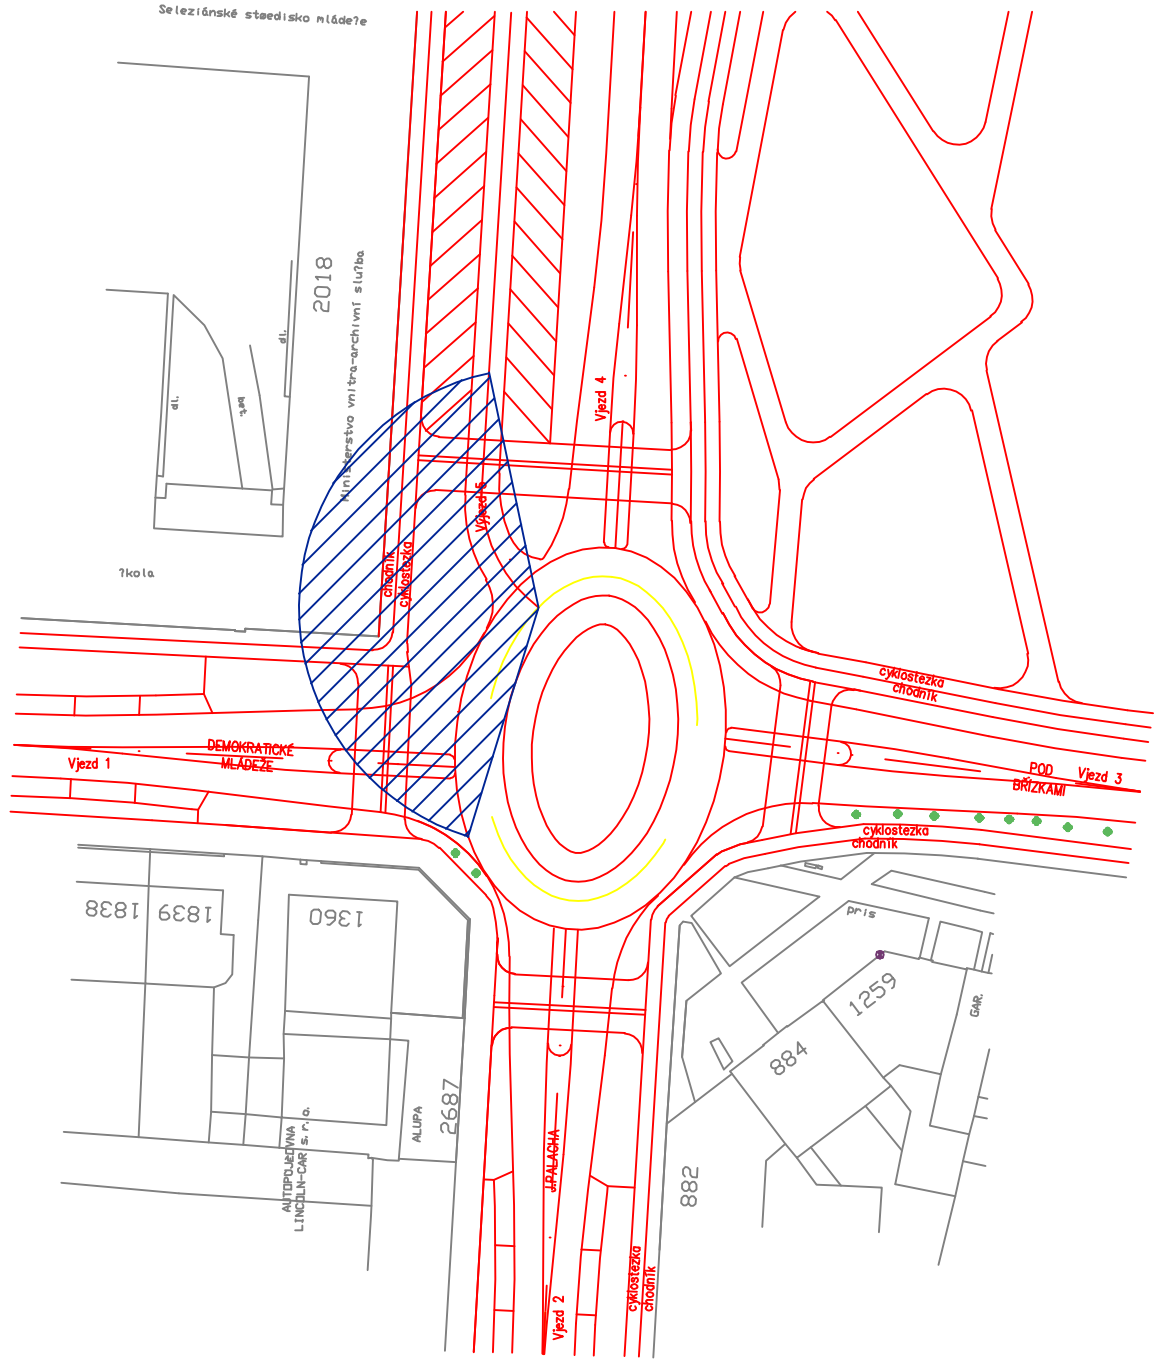 Seleziánské støedisko mláde?e
2018
Ministerstvo vnitra-archivní slu?ba
dl.
dl.
bet.
?kola
Vjezd 4
Výjezd 5
chodník
cyklostezka
DEMOKRATICKÉ
MLÁDEŽE
Vjezd 1
cyklostezka
chodník
POD
BŘÍZKAMI
Vjezd 3
cyklostezka
chodník
1838
1839
1360
pris
1259
GAR.
884
2687
ALUPA
882
AUTOPOJEOVNA
LINCOLN-CAR s. r. o.
J.PALACHA
Vjezd 2
cyklostezka
chodník